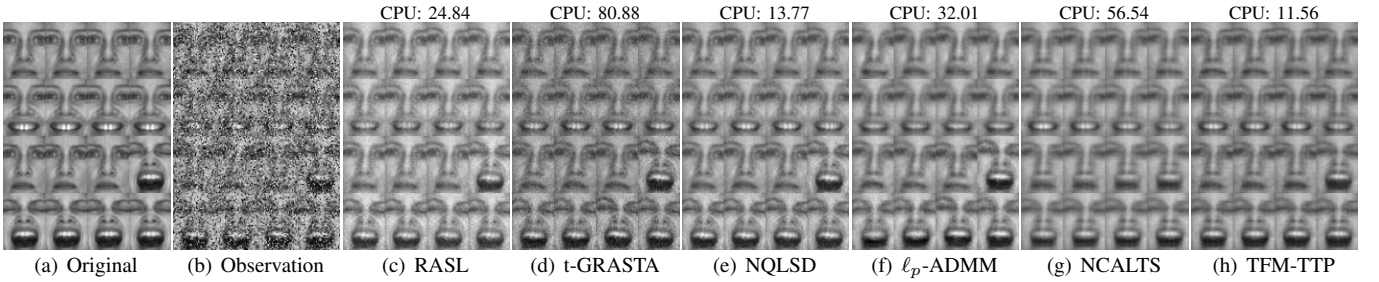 CPU: 24.84 CPU: 80.88 CPU: 13.77 CPU: 32.01 CPU: 56.54 CPU: 11.56
(a) Original (b) Observation (c) RASL (d) t-GRASTA (e) NQLSD (f) ℓp-ADMM (g) NCALTS (h) TFM-TTP